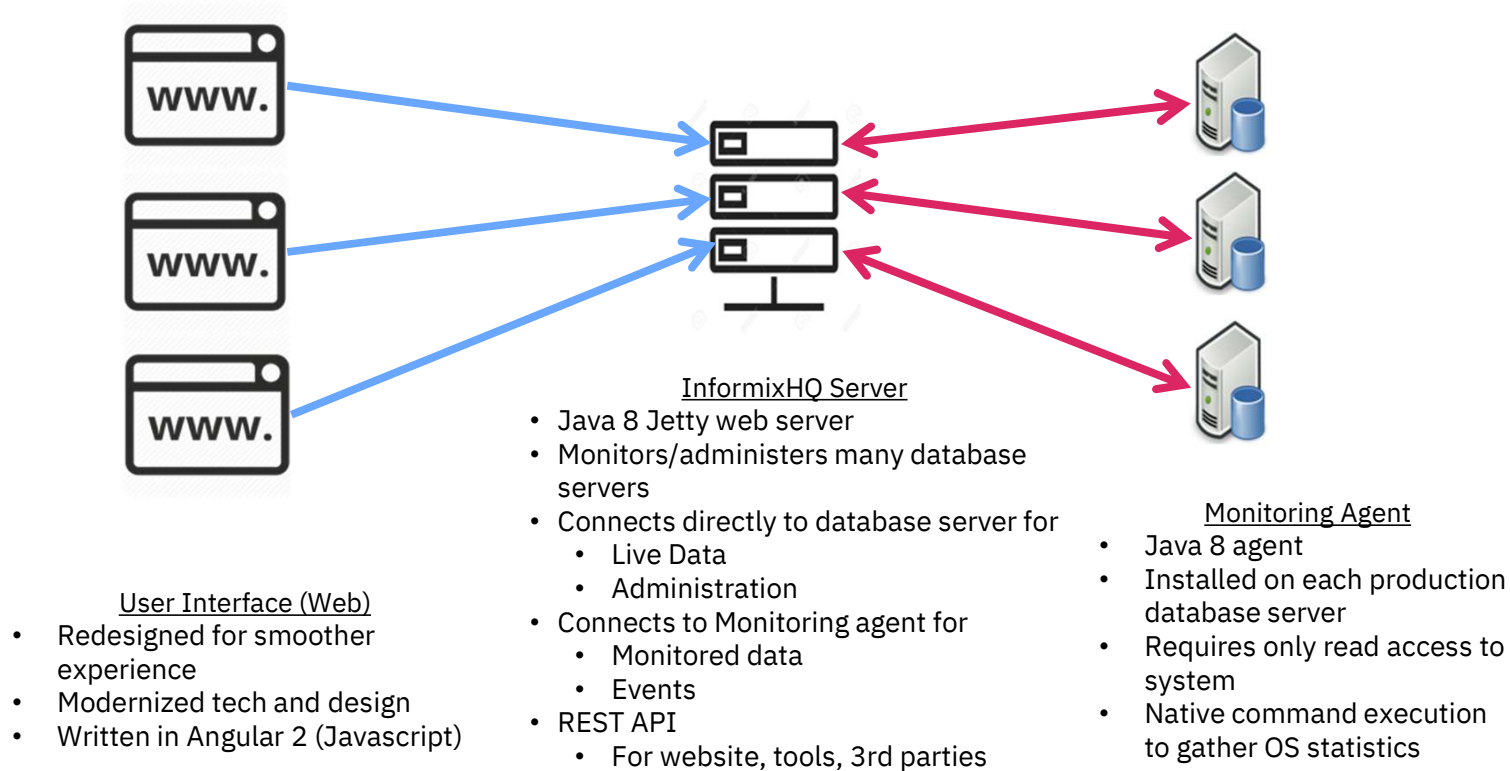 www.
www.
www.
User Interface (Web)
• Redesigned for smoother
experience
• Modernized tech and design
• Written in Angular 2 (Javascript)
InformixHQ Server
• Java 8 Jetty web server
• Monitors/administers many database
servers
• Connects directly to database server for
• Live Data
• Administration
• Connects to Monitoring agent for
• Monitored data
• Events
• REST API
• For website, tools, 3rd parties
Monitoring Agent
• Java 8 agent
• Installed on each production
database server
• Requires only read access to
system
• Native command execution
to gather OS statistics